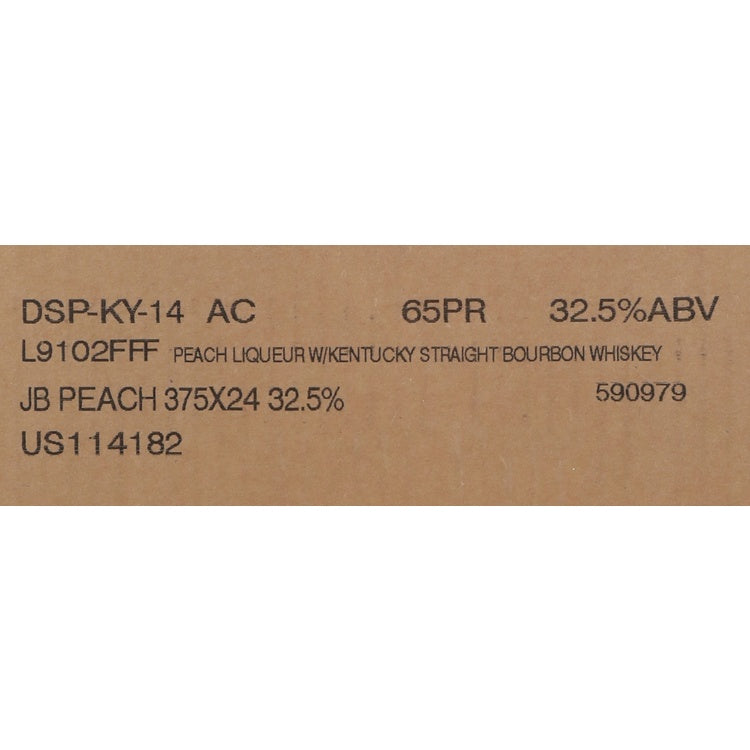 DSP-KY-14 AC 65PR 32.5%ABV
L9102FFF PEACH LIQUEUR W/KENTUCKY STRAIGHT BOURBON WHISKEY
JB PEACH 375X24 32.5% 590979
US114182